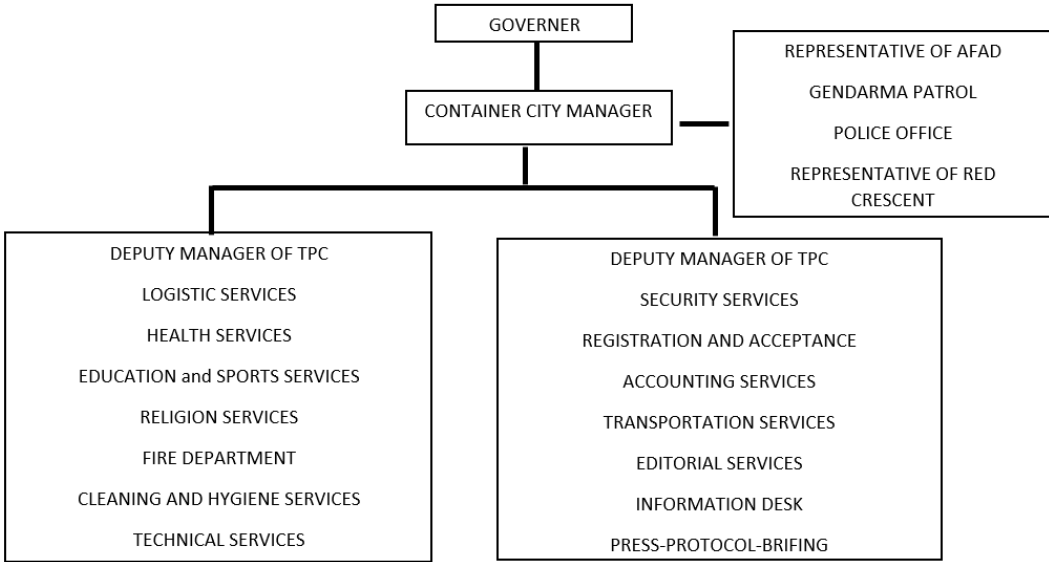 GOVERNER
CONTAINER CITY MANAGER
REPRESENTATIVE OF AFAD
GENDARMA PATROL
POLICE OFFICE
REPRESENTATIVE OF RED
CRESCENT
DEPUTY MANAGER OF TPC
LOGISTIC SERVICES
HEALTH SERVICES
EDUCATION and SPORTS SERVICES
RELIGION SERVICES
FIRE DEPARTMENT
CLEANING AND HYGIENE SERVICES
TECHNICAL SERVICES
DEPUTY MANAGER OF TPC
SECURITY SERVICES
REGISTRATION AND ACCEPTANCE
ACCOUNTING SERVICES
TRANSPORTATION SERVICES
EDITORIAL SERVICES
INFORMATION DESK
PRESS-PROTOCOL-BRIFING